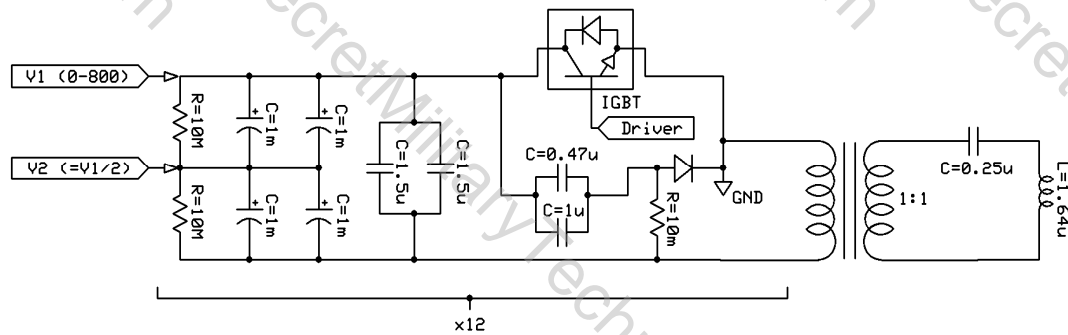 V1 (0-800)
V2 (=V1/2)
R=10M
R=10M
C=1m
C=1m
C=1m
C=1m
C=1.5u
C=1.5u
IGBT
Driver
C=0.47u
C=1u
R=10m
GND
1:1
C=0.25u
L=1.64u
x12
+
+
+
+